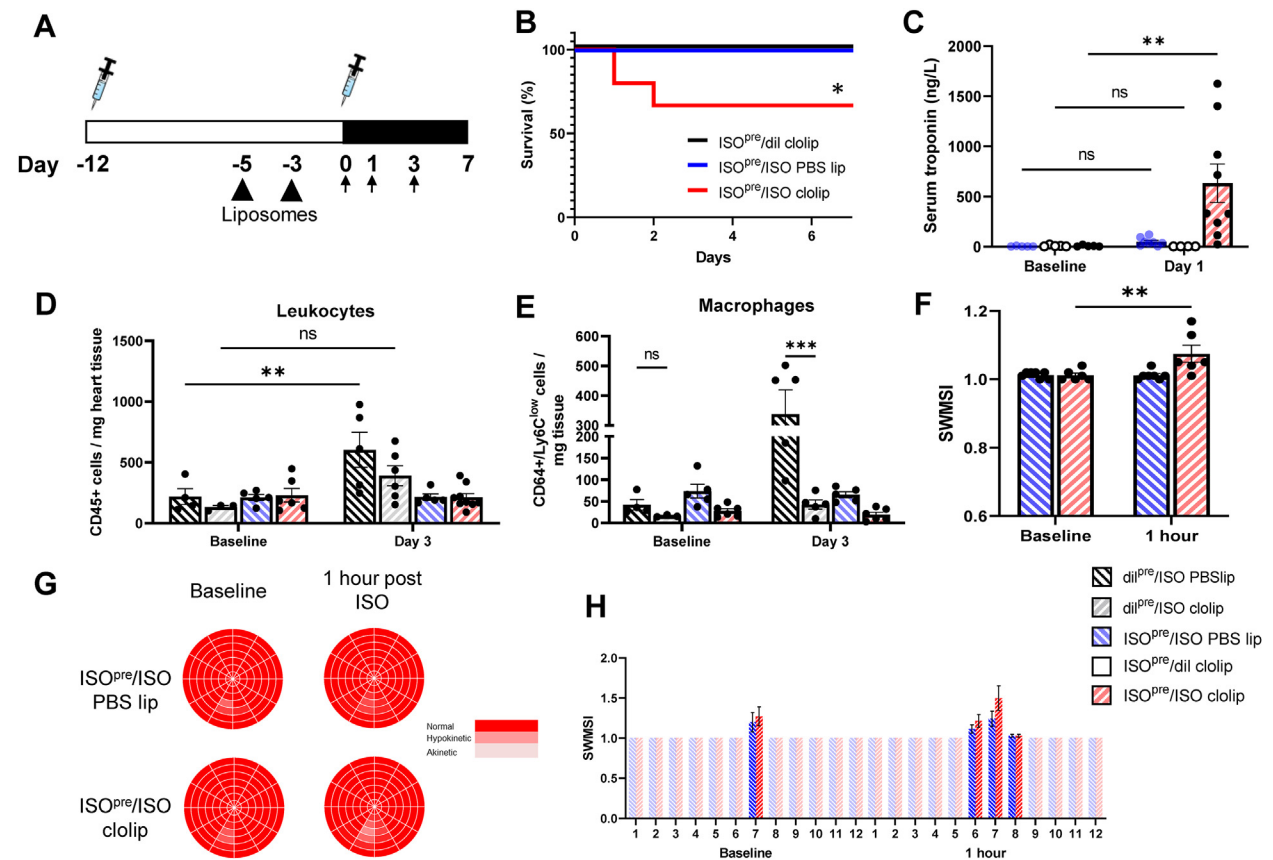 A
Day
-12
-5
-3
0
1
3
7
Liposomes
B
Survival (%)
100
50
0
0
2
4
6
Days
ISOpre/dil clolip
ISOpre/ISO PBS lip
ISOpre/ISO clolip
*
C
Serum troponin (ng/L)
2000
1500
1000
500
0
**
ns
ns
Baseline
Day 1
D
Leukocytes
CD45+ cells / mg heart tissue
1500
1000
500
0
ns
**
Baseline
Day 3
E
Macrophages
CD64+/Ly6Clow cells /
mg tissue
600
500
400
300
200
150
100
50
0
ns
***
Baseline
Day 3
F
SWMSI
1.2
1.0
0.8
0.6
**
Baseline
1 hour
G
Baseline
1 hour post
ISO
ISOpre/ISO
PBS lip
ISOpre/ISO
clolip
Normal
Hypokinetic
Akinetic
H
SWMSI
2.0
1.5
1.0
0.5
0.0
1 2 3 4 5 6 7 8 9 10 11 12 1 2 3 4 5 6 7 8 9 10 11 12
Baseline
1 hour
dilpre/ISO PBSlip
dilpre/ISO clolip
ISOpre/ISO PBS lip
ISOpre/dil clolip
ISOpre/ISO clolip